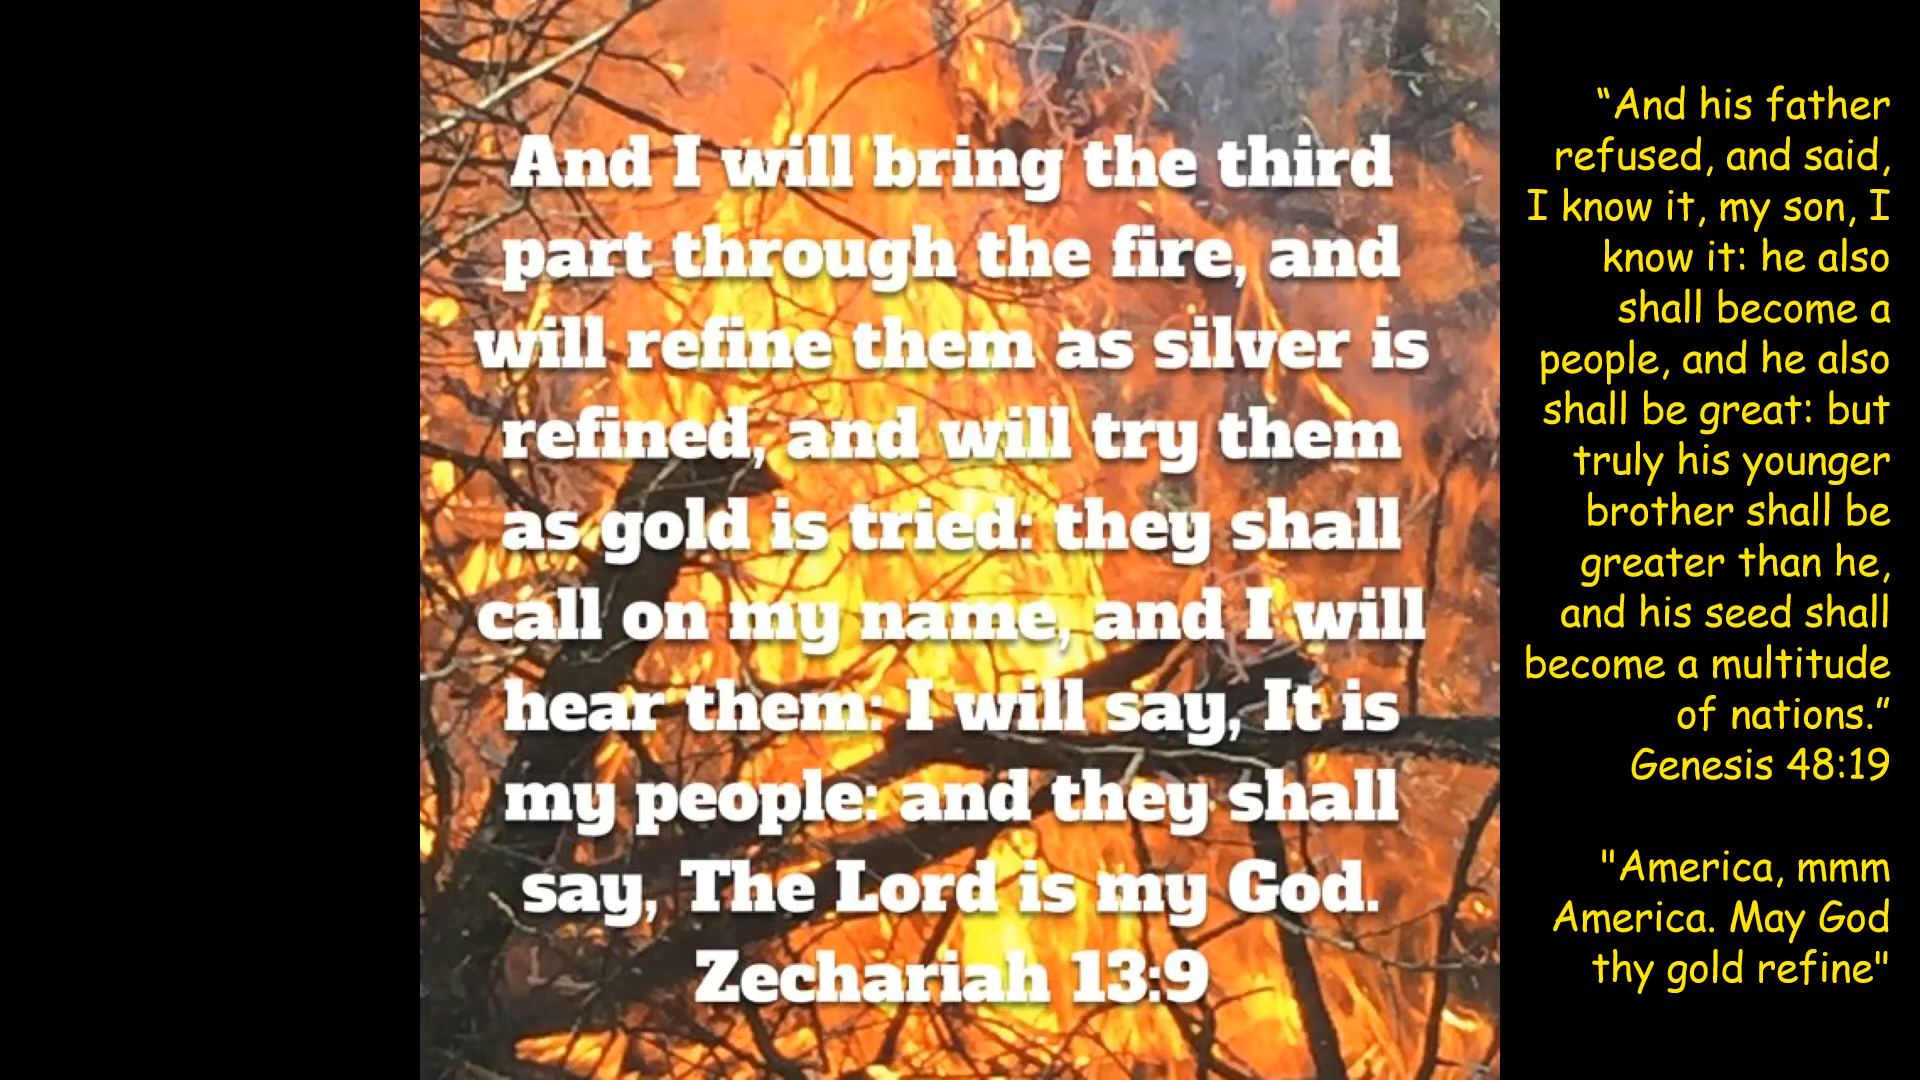 And I will bring the third
part through the fire, and
will refine them as silver is
refined, and will try them
as gold is tried: they shall
call on my name, and I will
hear them: I will say, It is
my people: and they shall
say, The Lord is my God.
Zechariah 13:9
“And his father
refused, and said,
I know it, my son, I
know it: he also
shall become a
people, and he also
shall be great: but
truly his younger
brother shall be
greater than he,
and his seed shall
become a multitude
of nations.”
Genesis 48:19
"America, mmm
America. May God
thy gold refine"